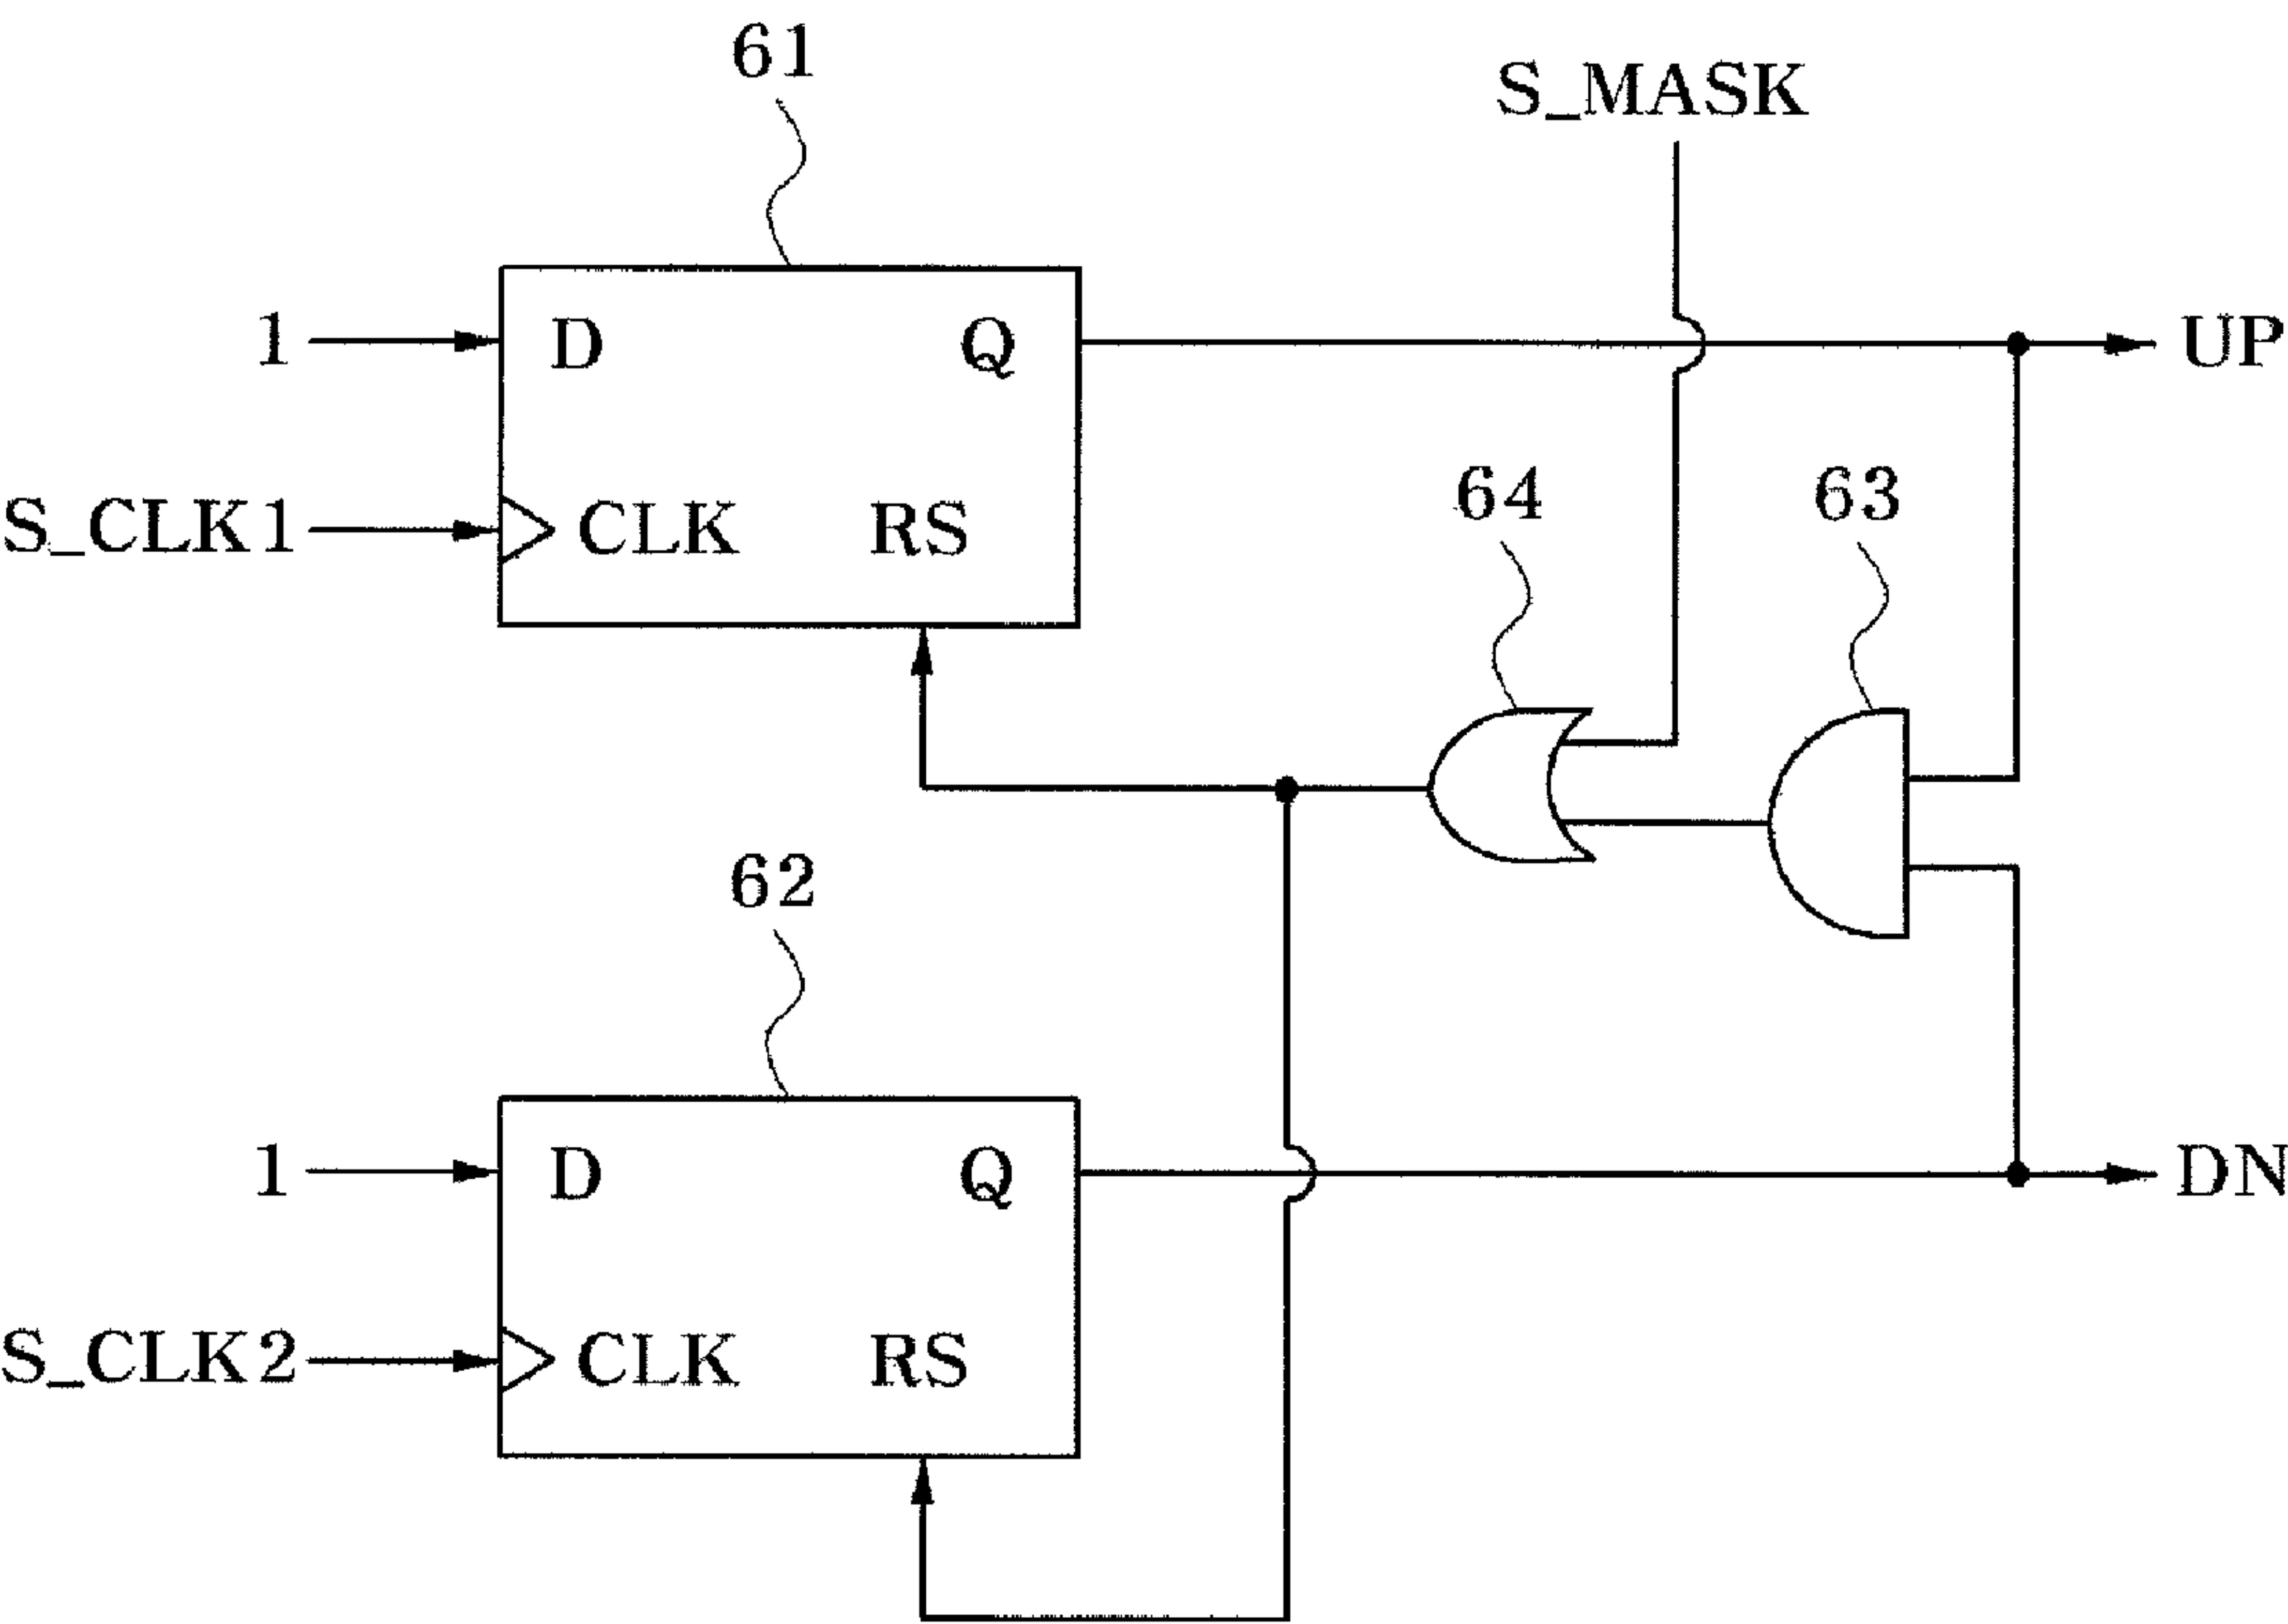 61
S_MASK
1
D
Q
UP
S_CLK1
CLK
RS
64
63
62
1
D
Q
DN
S_CLK2
CLK
RS